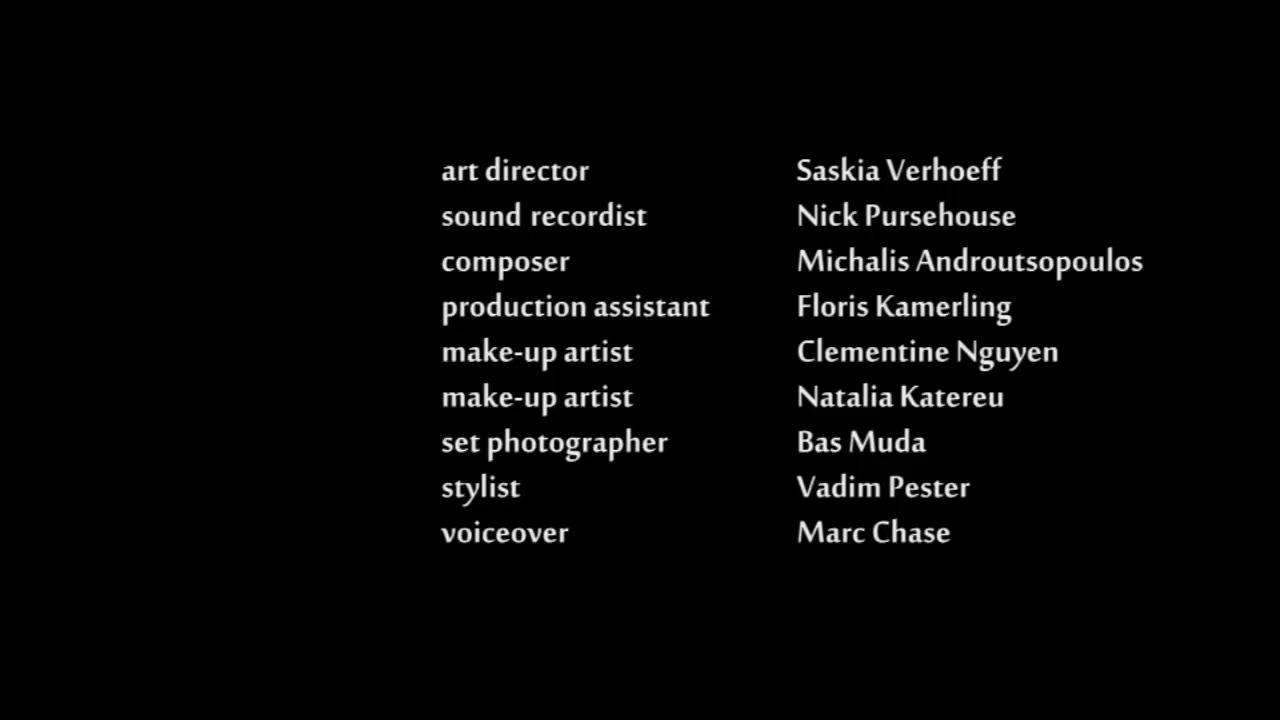 art director Saskia Verhoeff
sound recordist Nick Pursehouse
composer Michalis Androutsopoulos
production assistant Floris Kamerling
make-up artist Clementine Nguyen
make-up artist Natalia Katereu
set photographer Bas Muda
stylist Vadim Pester
voiceover Marc Chase